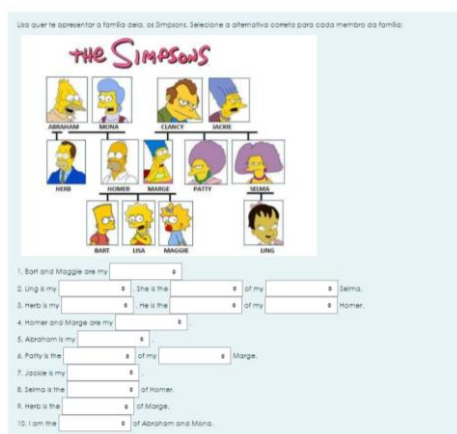 Lisa quer te apresentar a família dela, os Simpsons. Selecione a alternativa correta para cada membro da família:
THE SIMPSONS
ABRAHAM MONA CLANCY JACKIE
HERB HOMER MARGE PATTY SELMA
BART LISA MAGGIE LING
1. Bart and Maggie are my
2. Ling is my . She is the of my Selma.
3. Herb is my . He is the of my Homer.
4. Homer and Marge are my .
5. Abraham is my .
6. Patty is the of my Marge.
7. Jackie is my .
8. Selma is the of Homer.
9. Herb is the of Marge.
10. I am the of Abraham and Mona.